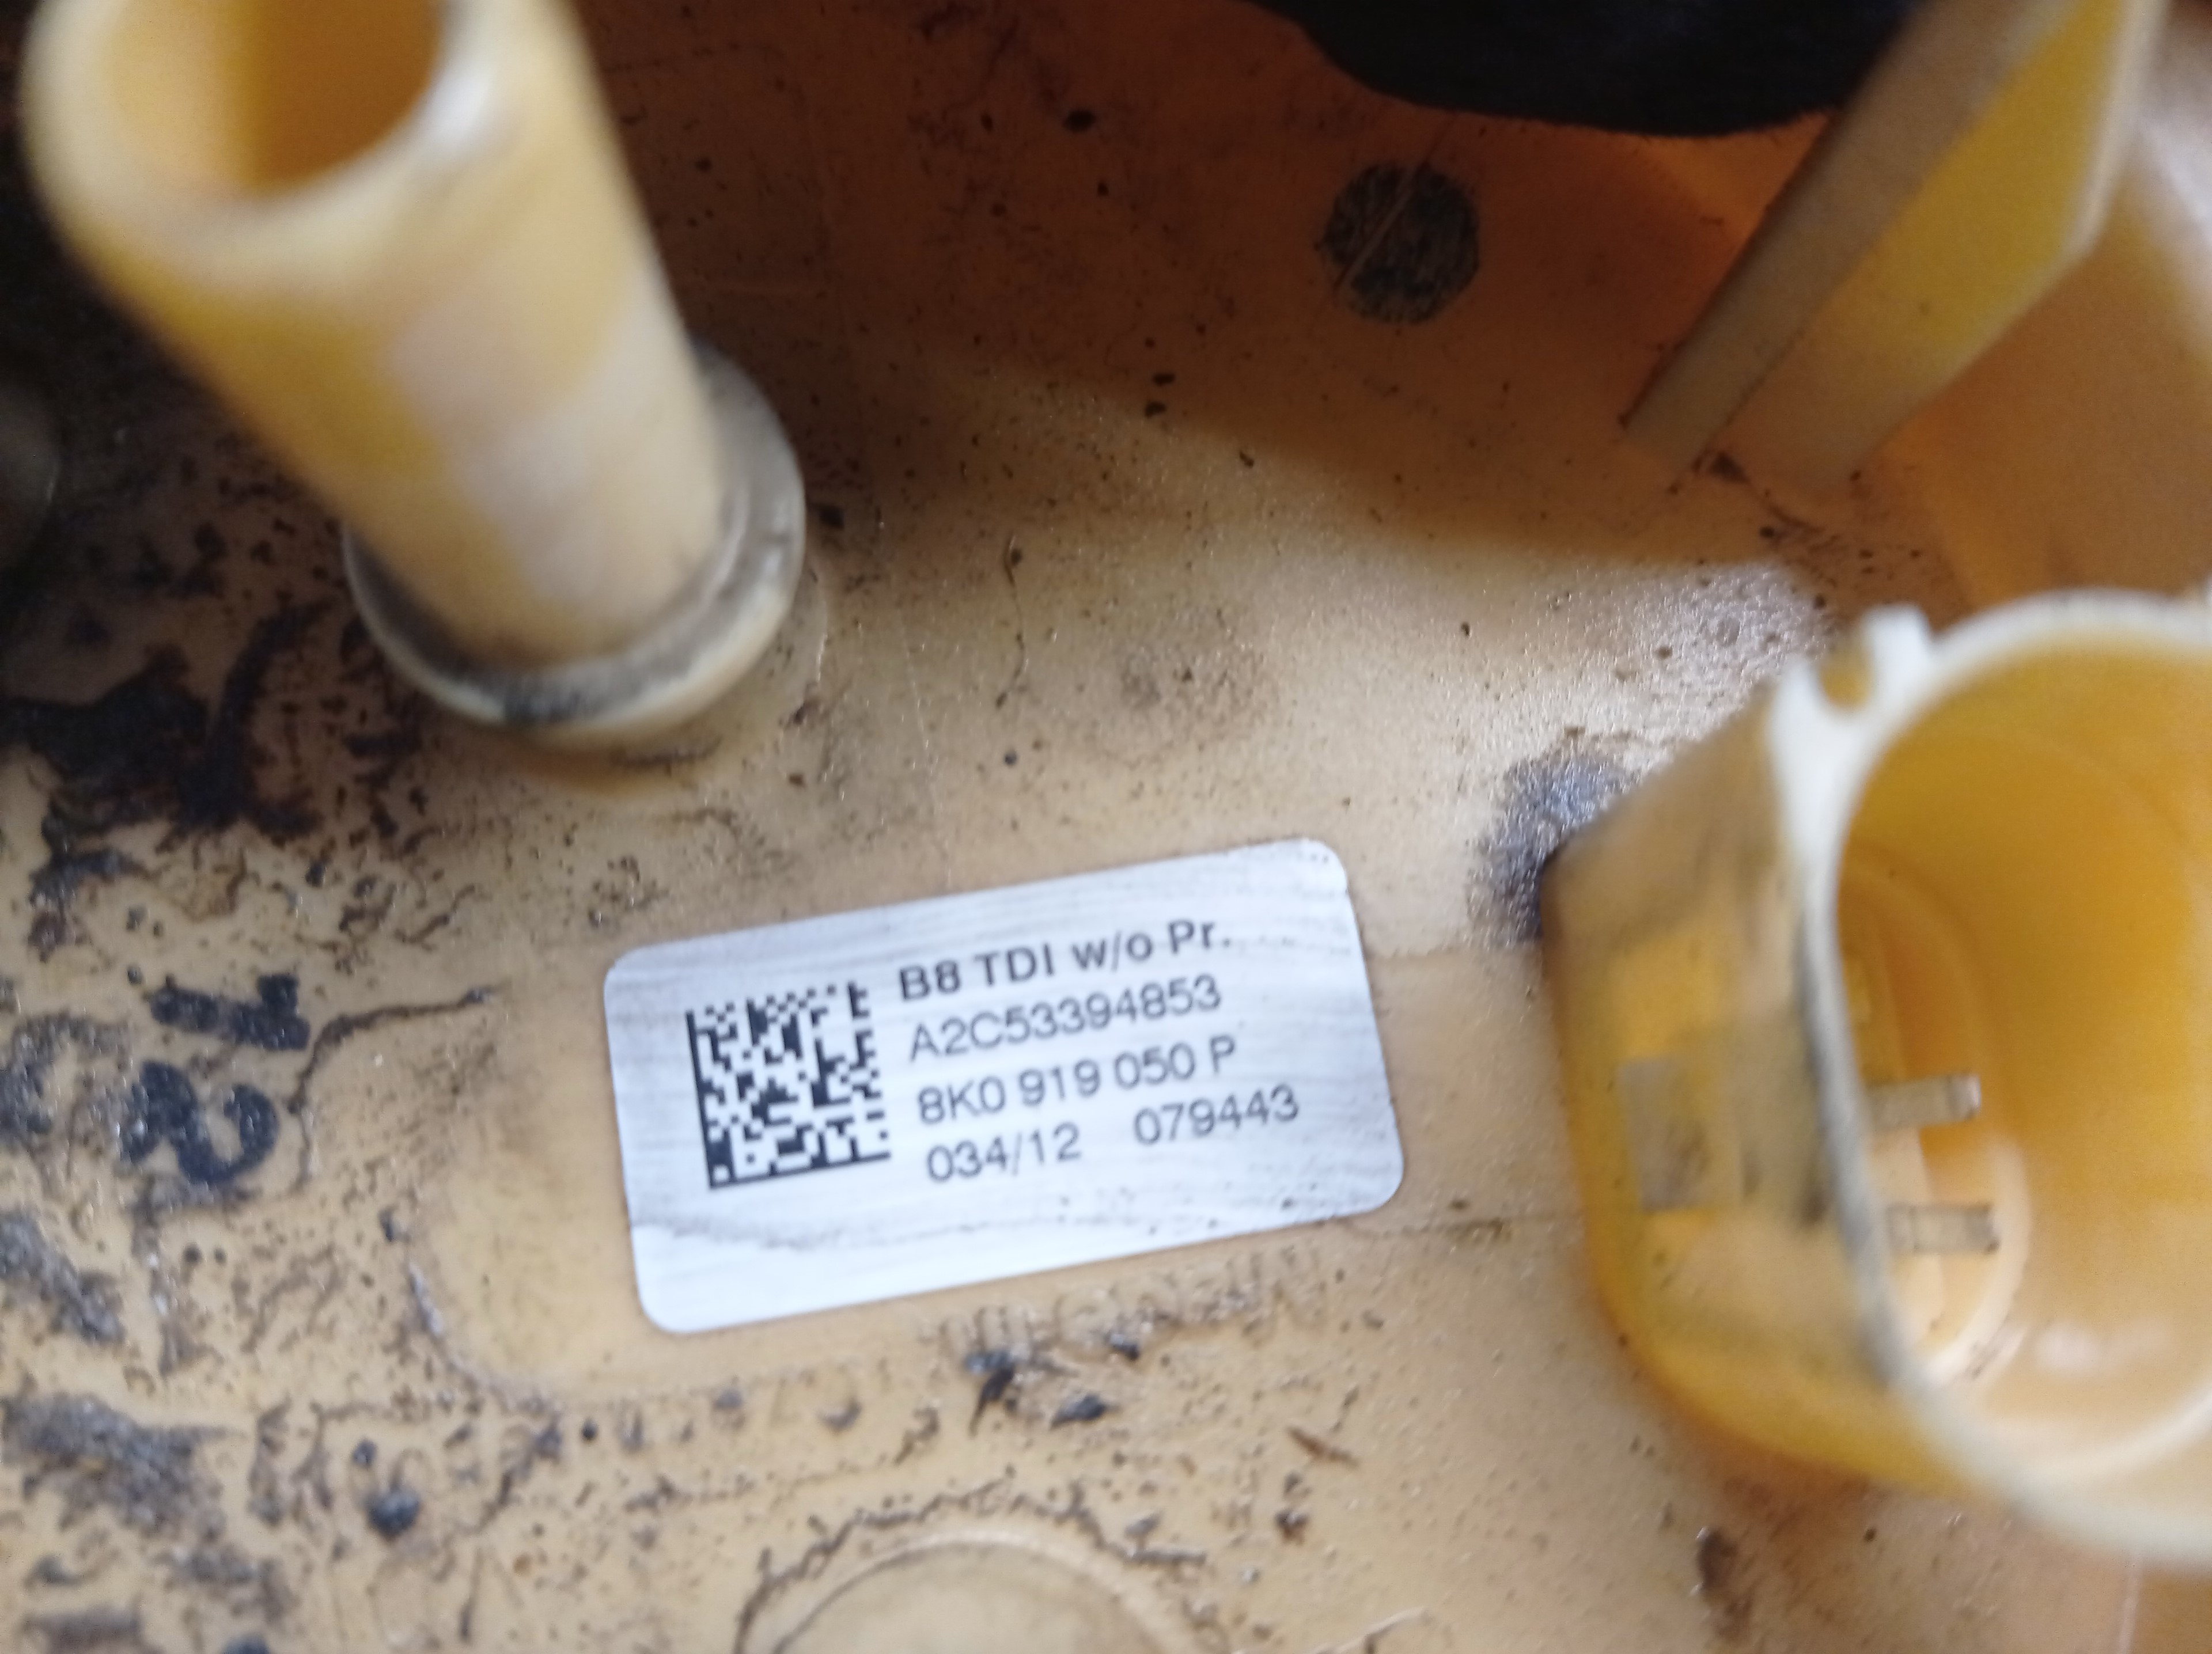 B8 TDI w/o Pr.
A2C53394853
8K0 919 050 P
034/12 079443